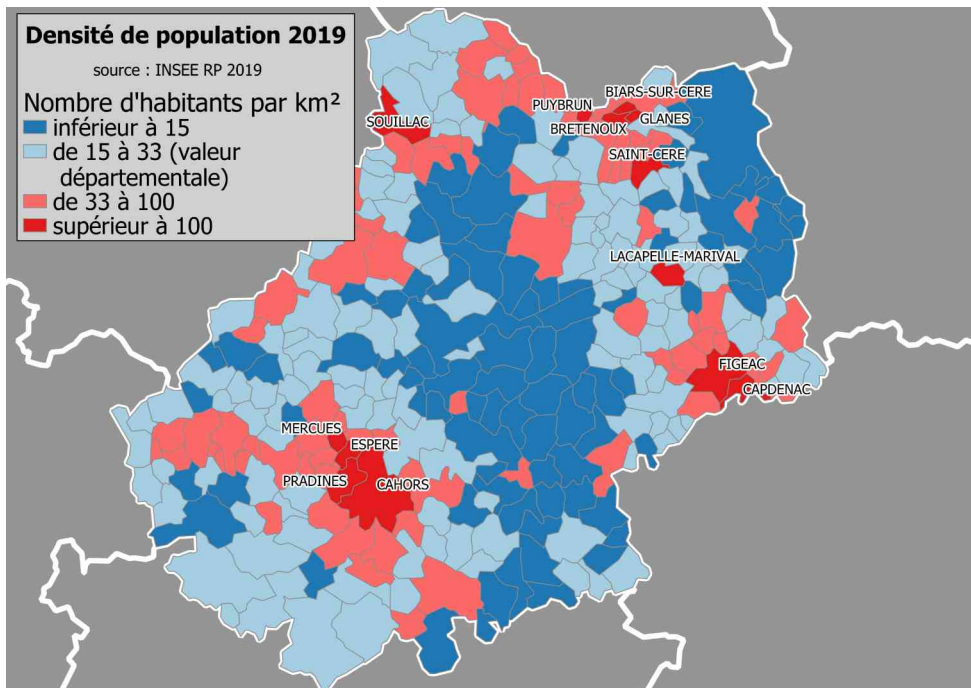 Densité de population 2019
source : INSEE RP 2019
Nombre d'habitants par km²
inférieur à 15
de 15 à 33 (valeur
départementale)
de 33 à 100
supérieur à 100
SOUILLAC
PUYBRUN
BIARS-SUR-CERE
BRETENOUX
GLANES
SAINT-CERE
LACAPELLE-MARIVAL
FIGEAC
CAPDENAC
MERCUES
ESPERE
PRADINES
CAHORS